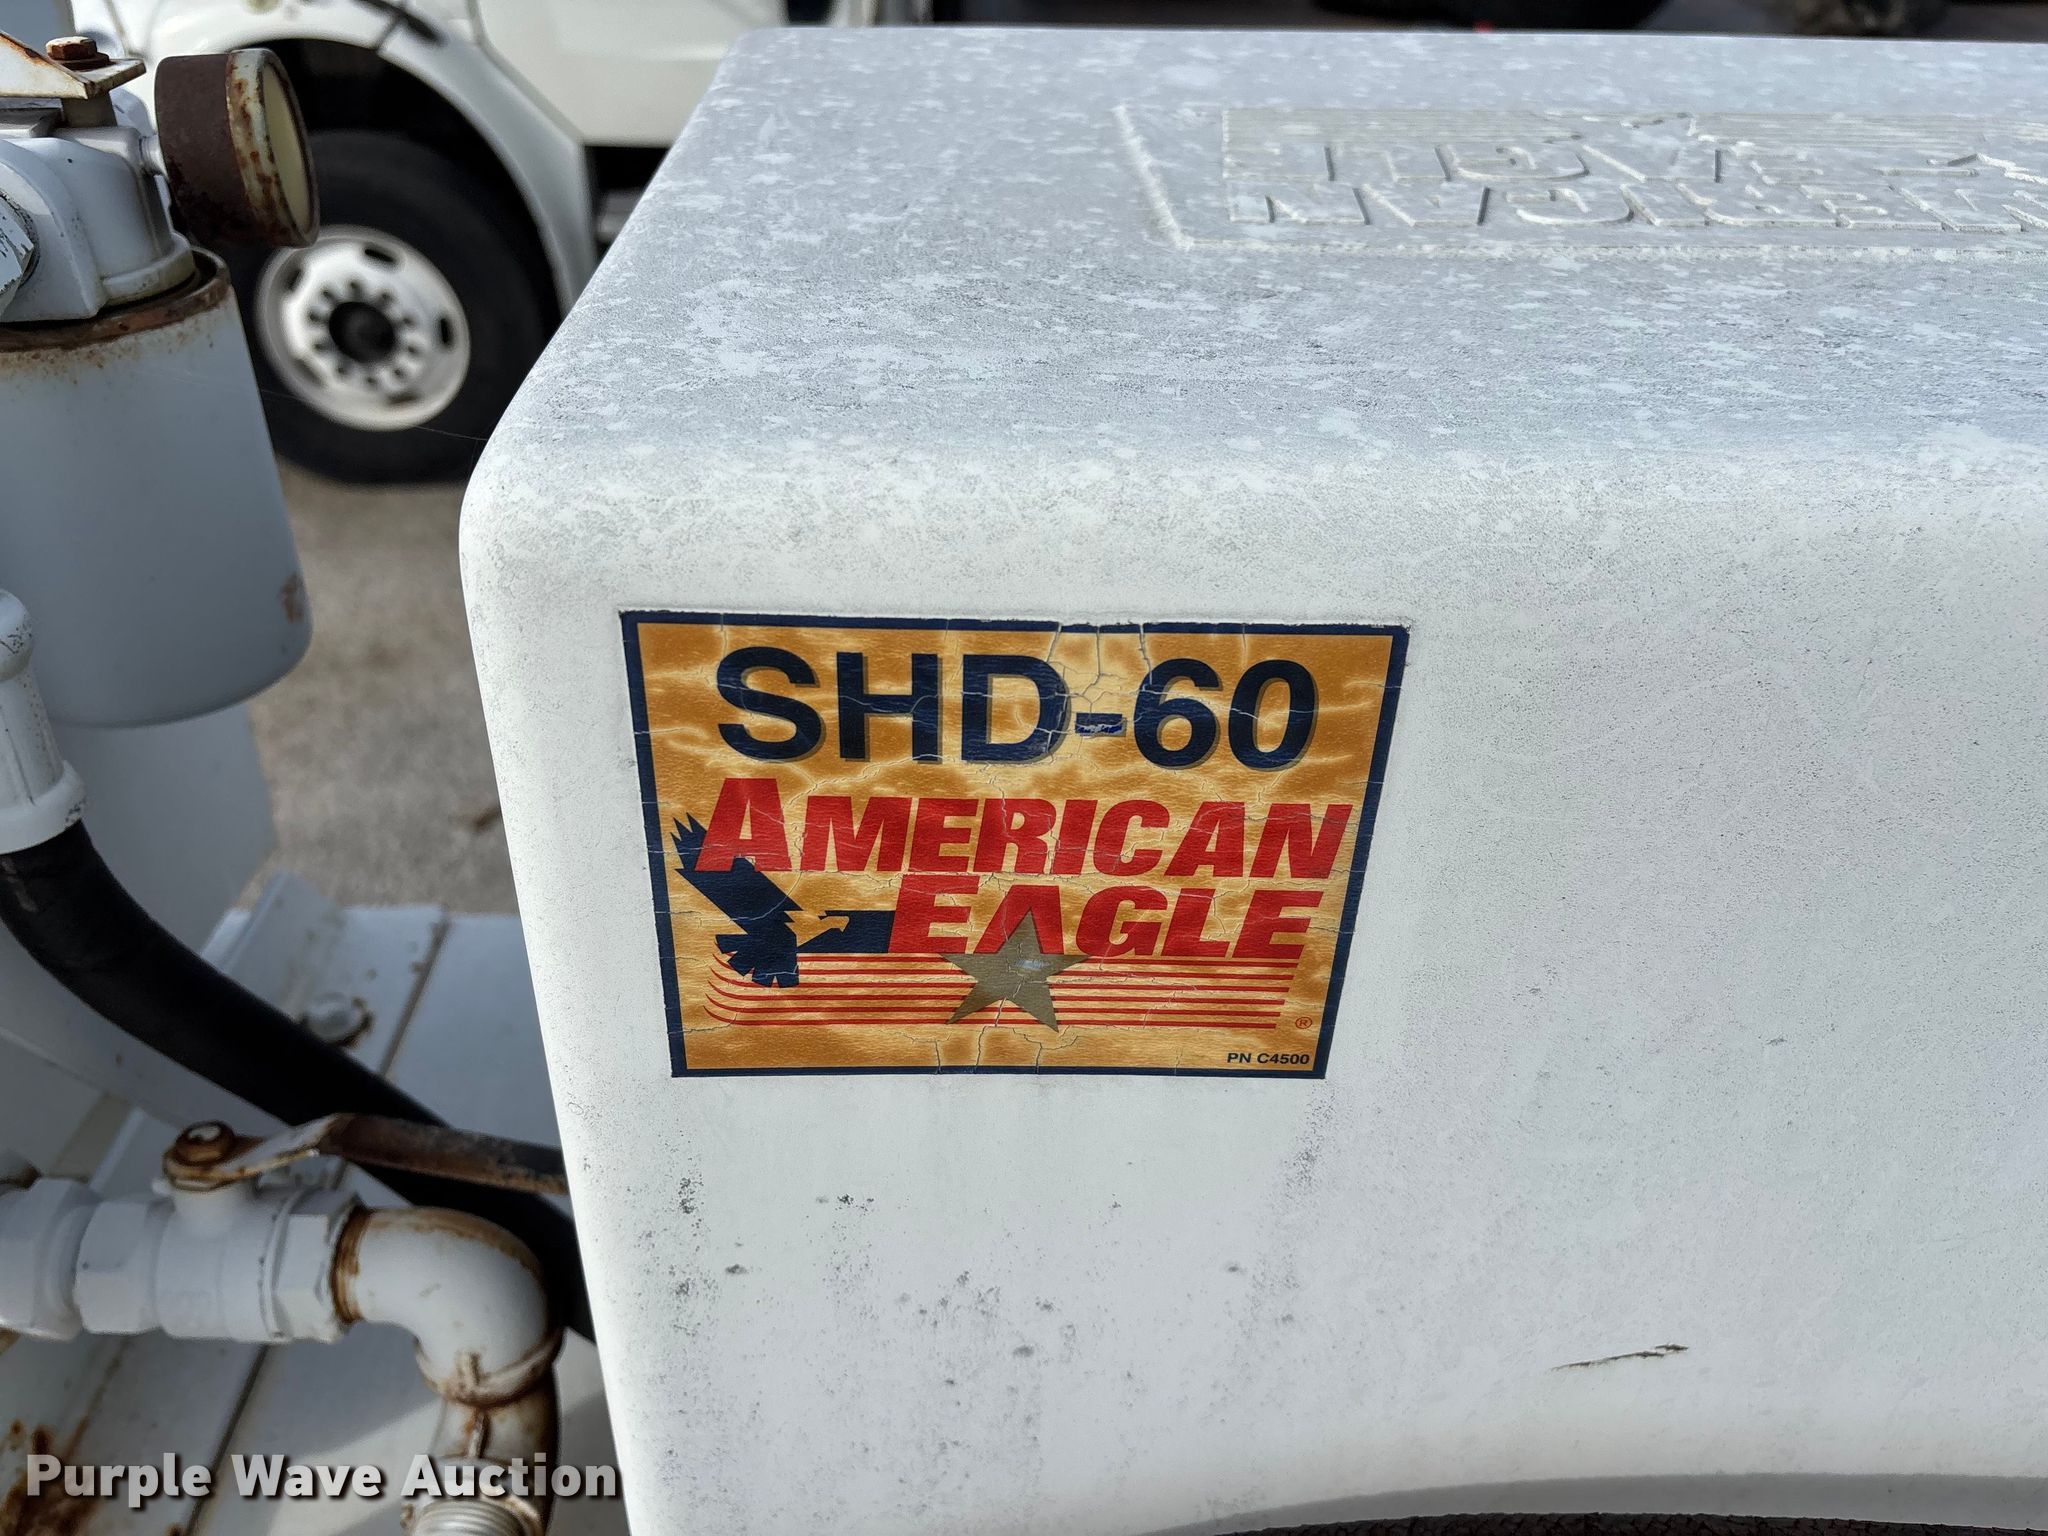 SHD-60
AMERICAN
EAGLE
®
PN C4500
Purple Wave Auction